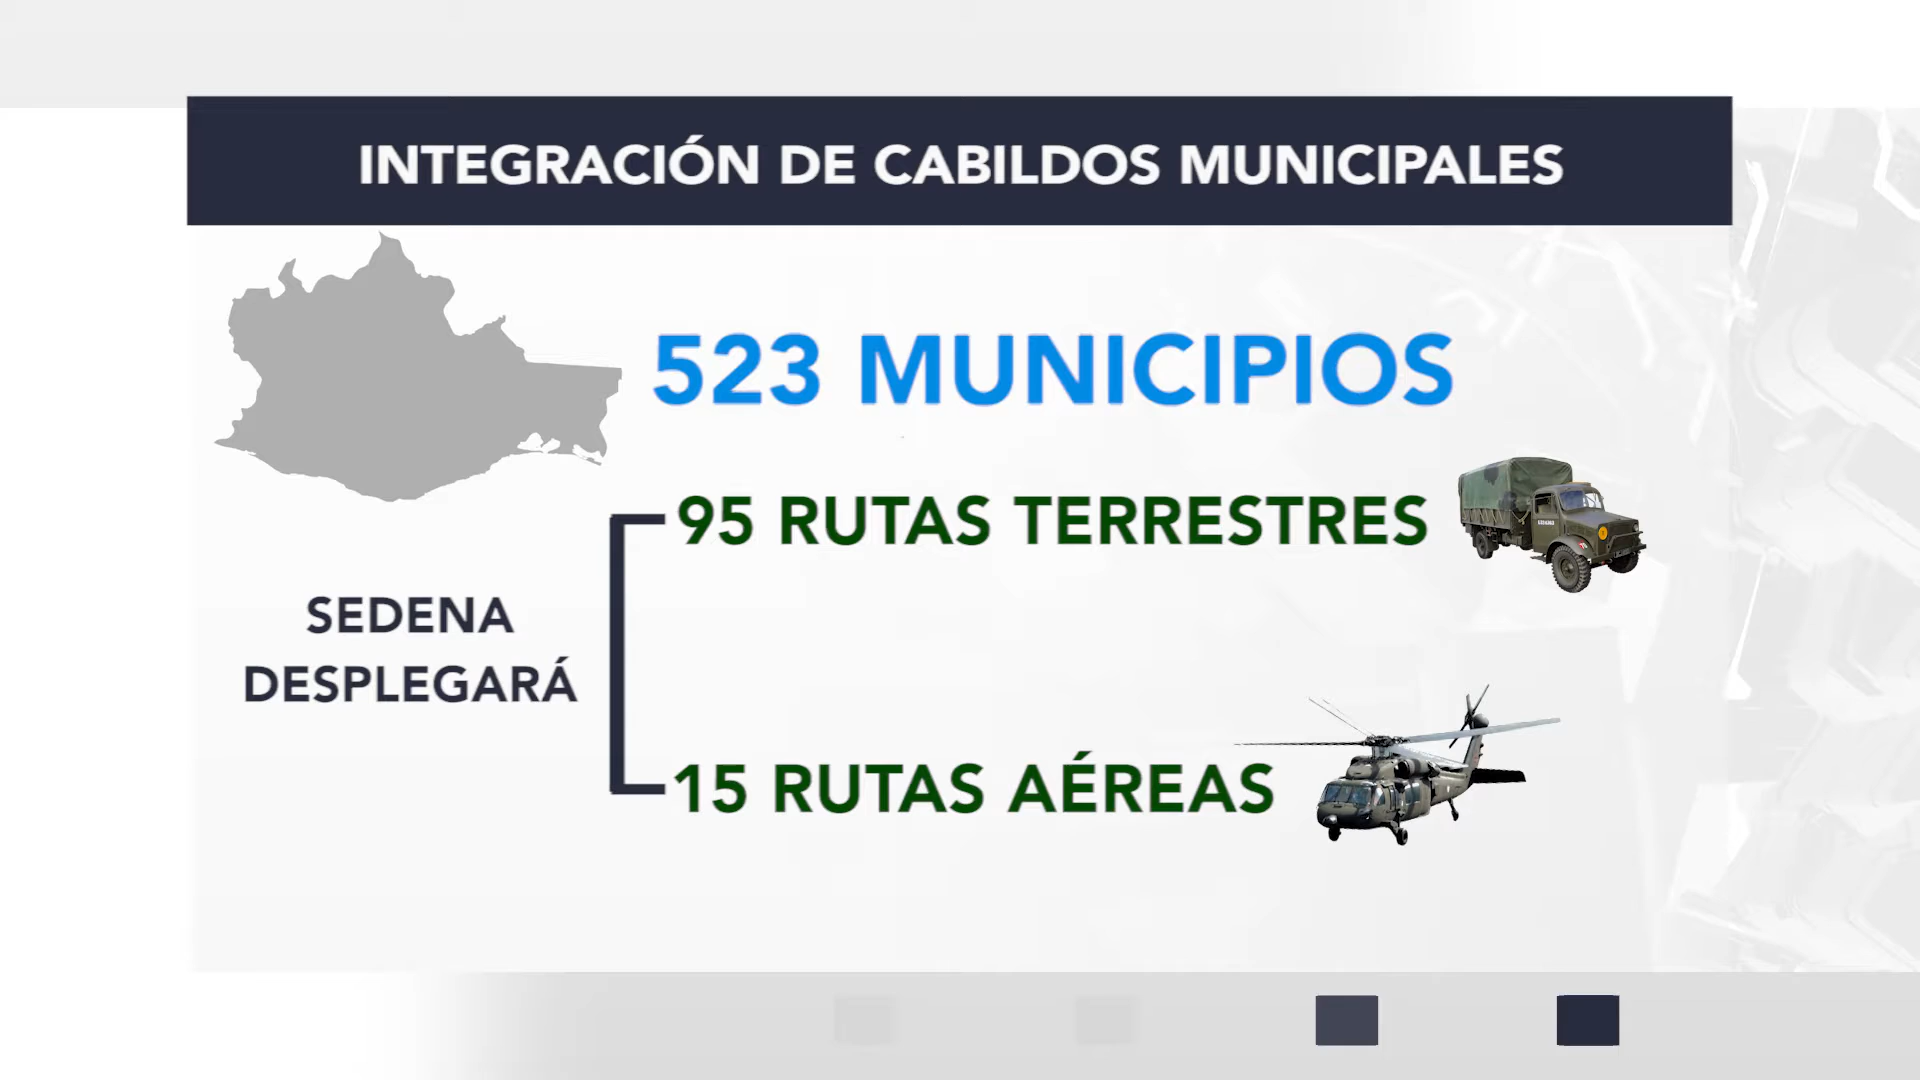 INTEGRACIÓN DE CABILDOS MUNICIPALES
523 MUNICIPIOS
95 RUTAS TERRESTRES
SEDENA
DESPLEGARÁ
15 RUTAS AÉREAS